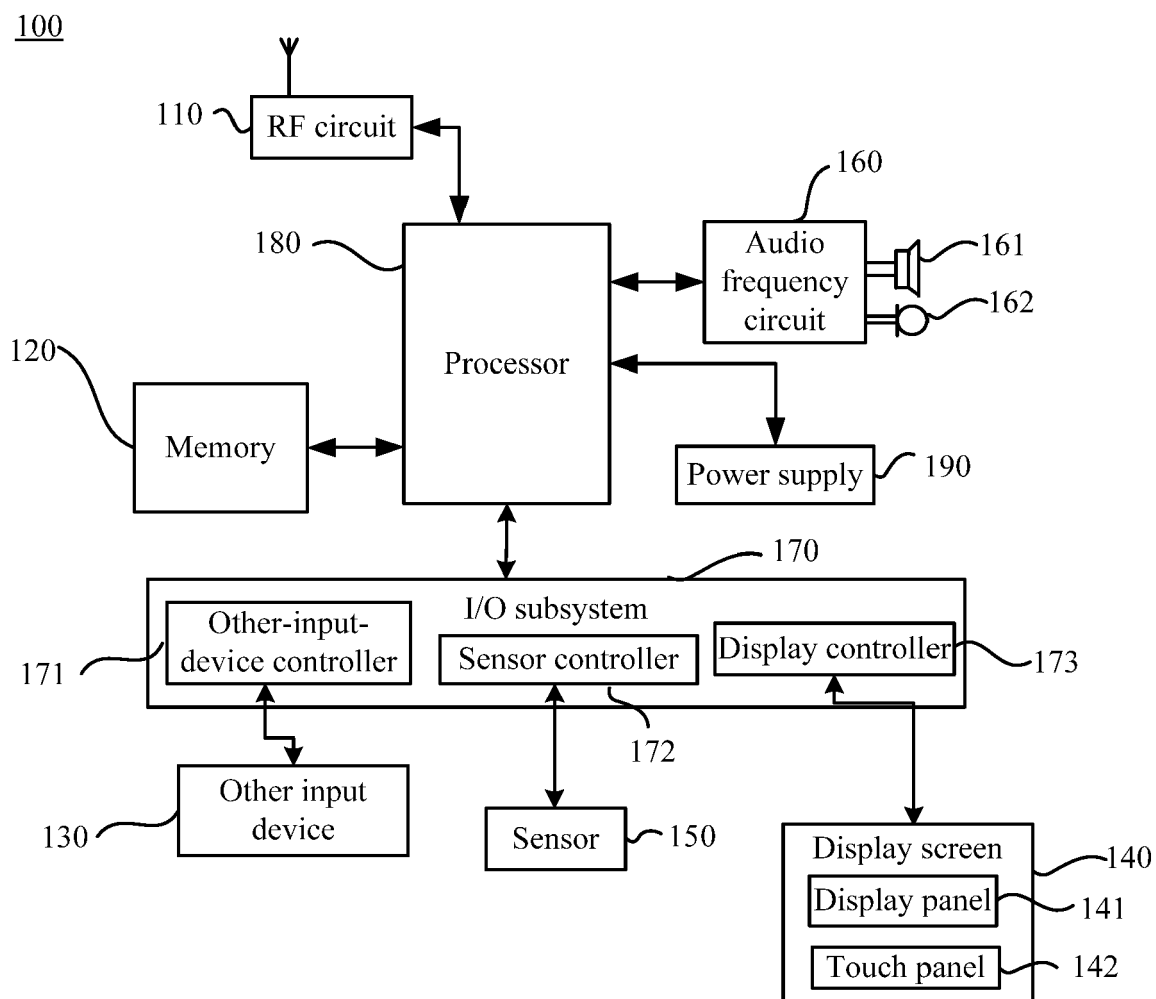 100
110
RF circuit
160
180
Audio
frequency
circuit
161
162
120
Processor
Memory
Power supply
190
170
I/O subsystem
Other-input-
device controller
171
Sensor controller
Display controller
173
172
Other input
device
130
Sensor
150
Display screen
140
Display panel
141
Touch panel
142